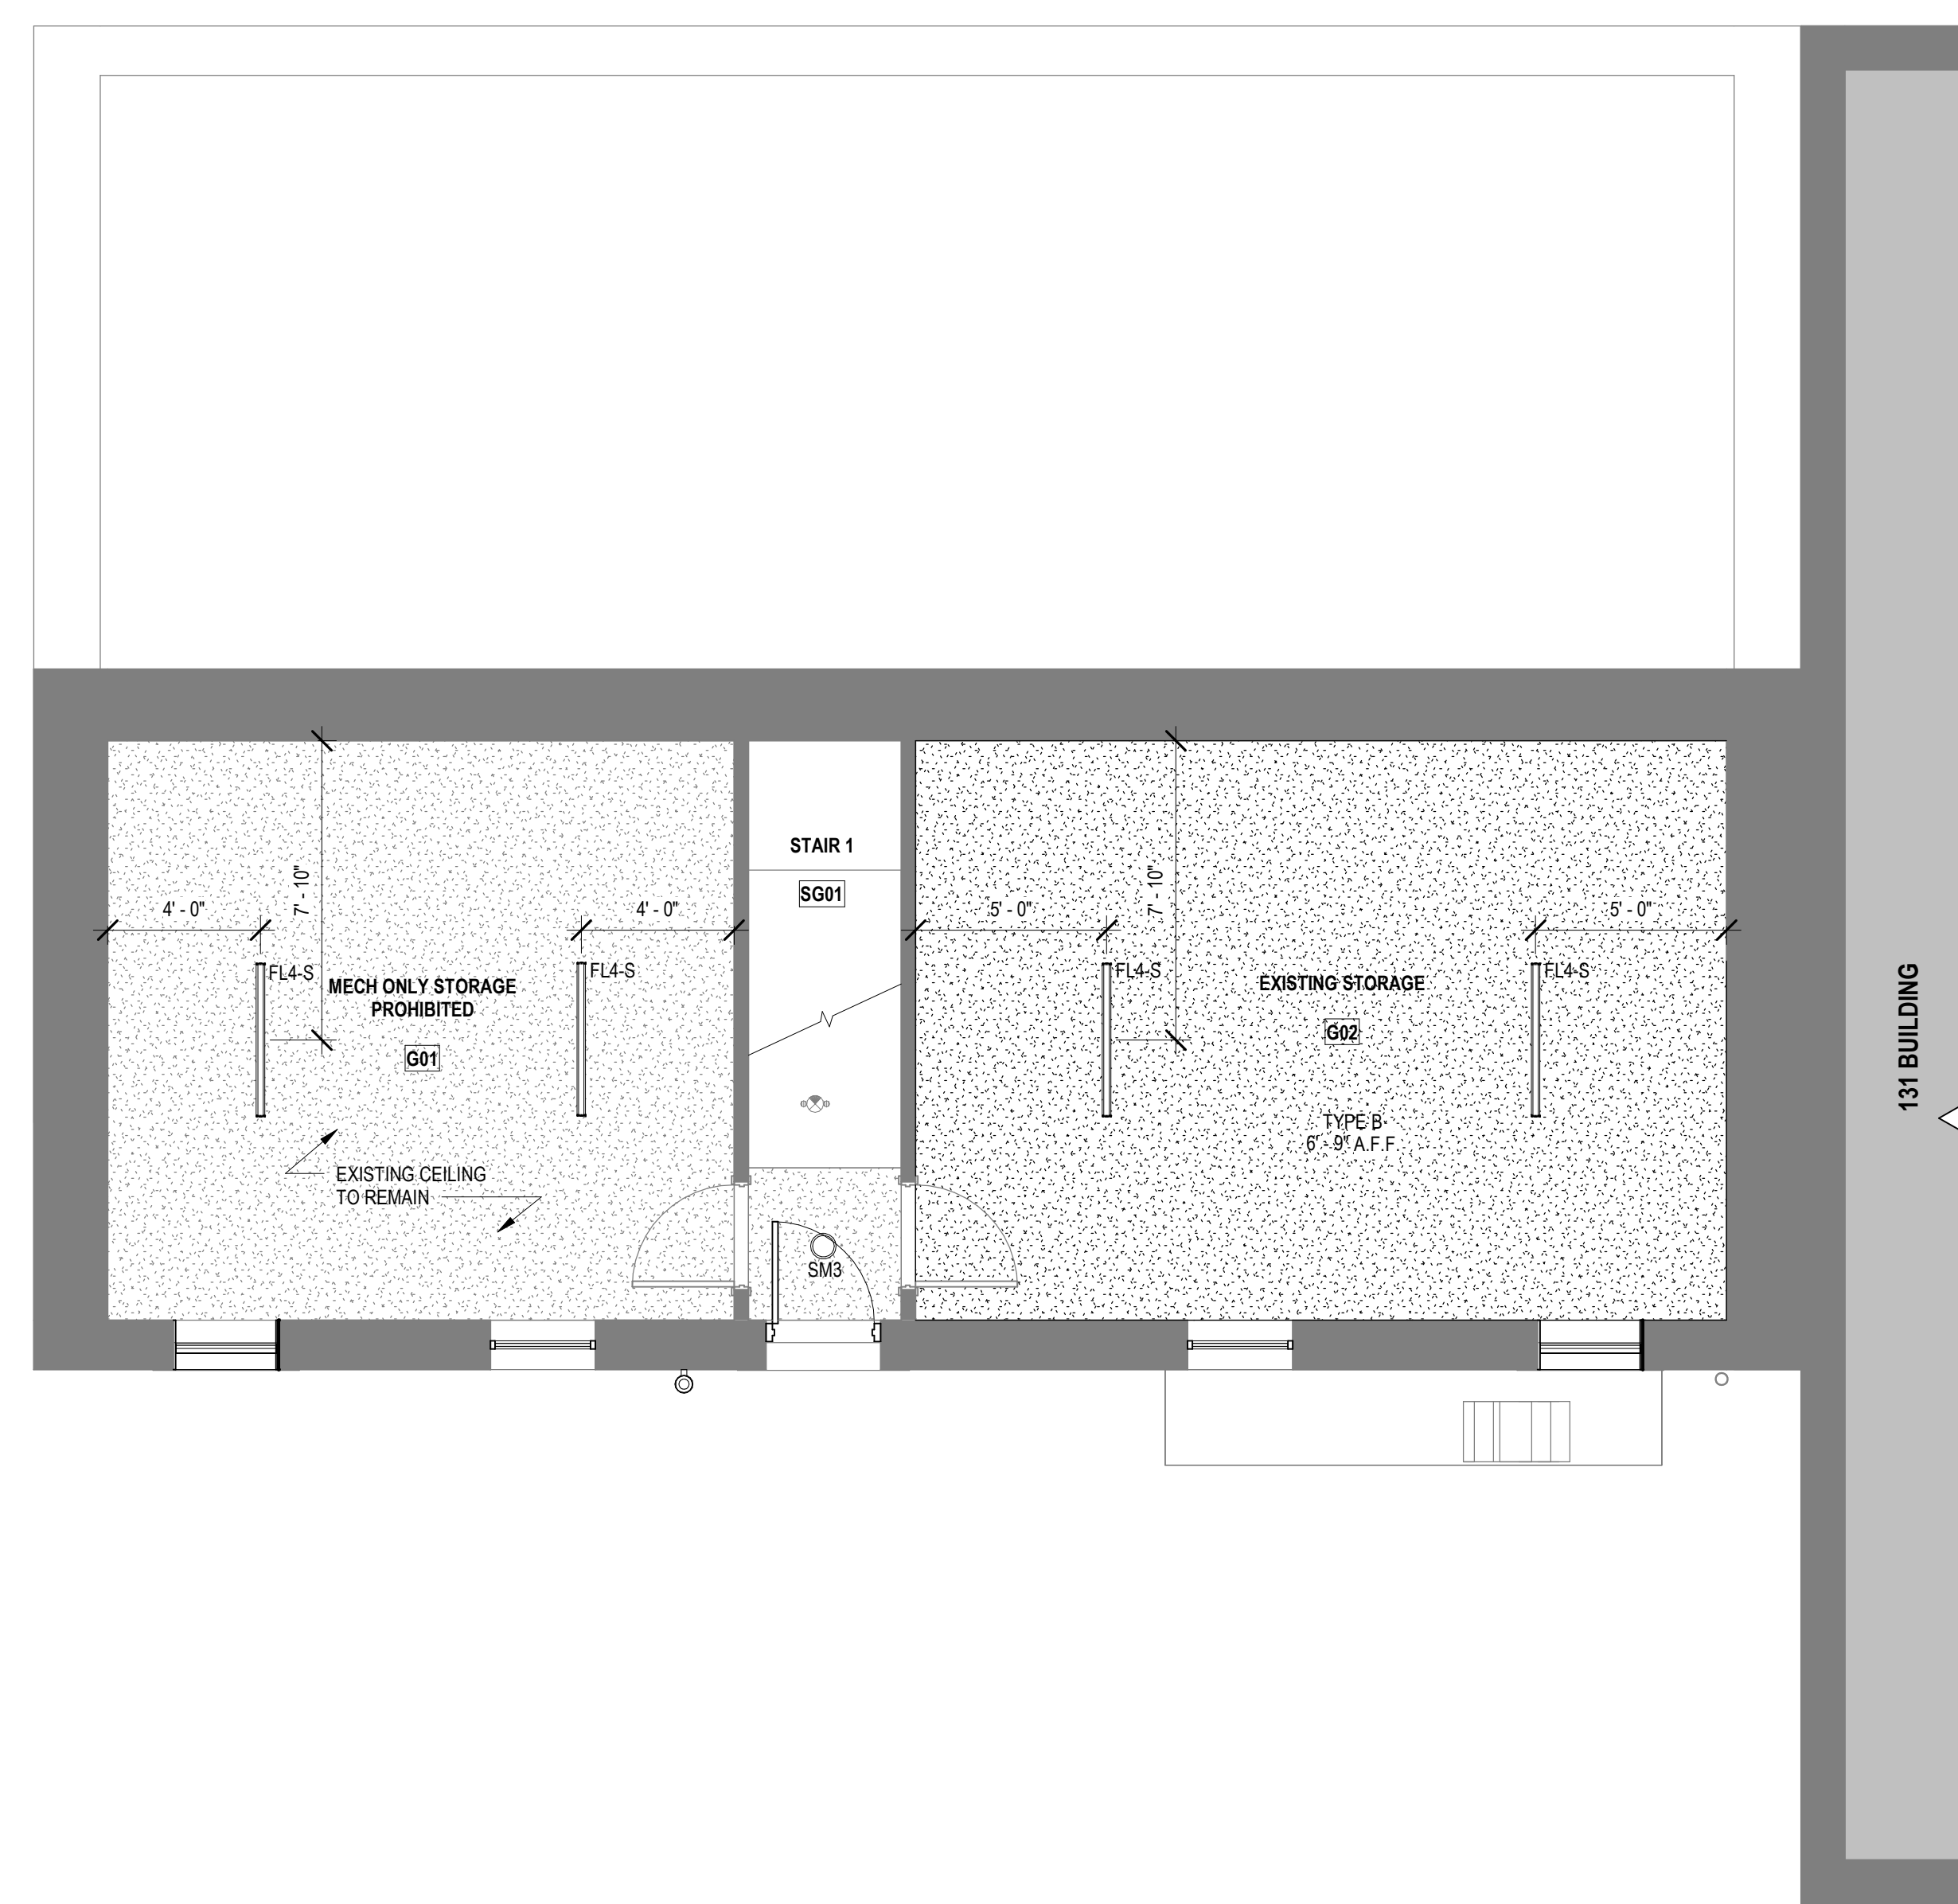 7' - 10"
7' - 10"
STAIR 1
SG01
4' - 0"
4' - 0"
5' - 0"
5' - 0"
FL4-S
FL4-S
FL4-S
FL4-S
MECH ONLY STORAGE
PROHIBITED
G01
EXISTING STORAGE
G02
TYPE B
6' - 9" A.F.F
EXISTING CEILING
TO REMAIN
SM3
131 BUILDING